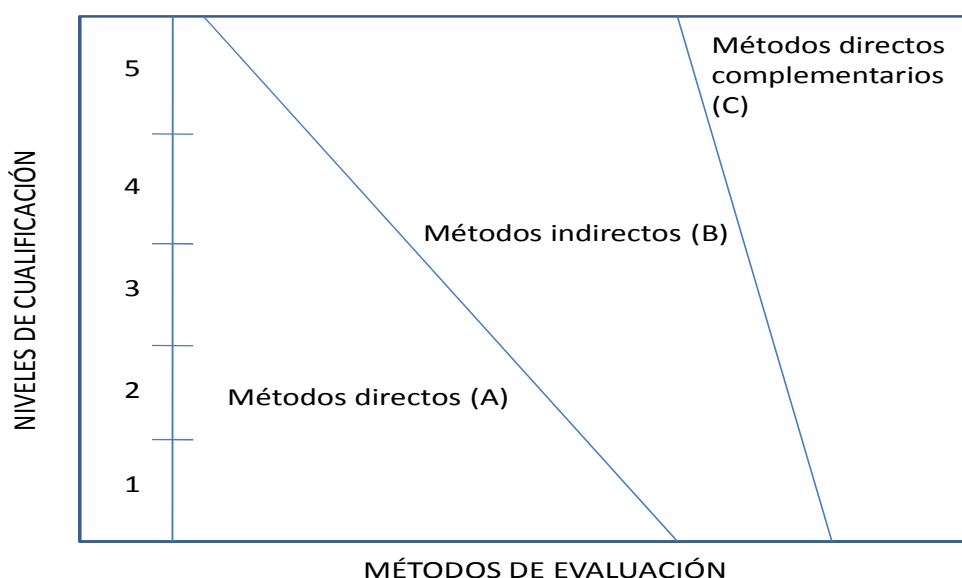 NIVELES DE CUALIFICACIÓN
5
4
3
2
1
Métodos directos
complementarios
(C)
Métodos indirectos (B)
Métodos directos (A)
MÉTODOS DE EVALUACIÓN